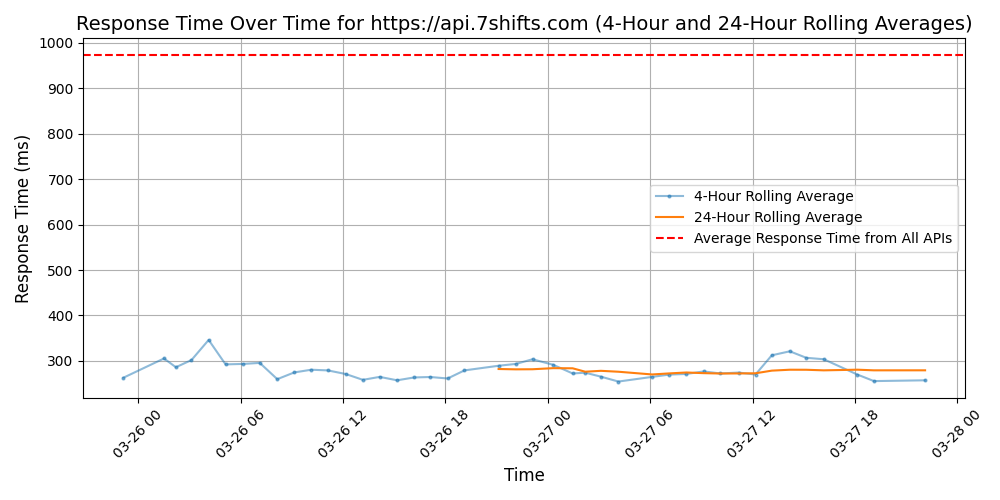 Response Time Over Time for https://api.7shifts.com (4-Hour and 24-Hour Rolling Averages)
Response Time (ms)
1000
900
800
700
600
500
400
300
4-Hour Rolling Average
24-Hour Rolling Average
Average Response Time from All APIs
03-26 00
03-26 06
03-26 12
03-26 18
03-27 00
03-27 06
03-27 12
03-27 18
03-28 00
Time